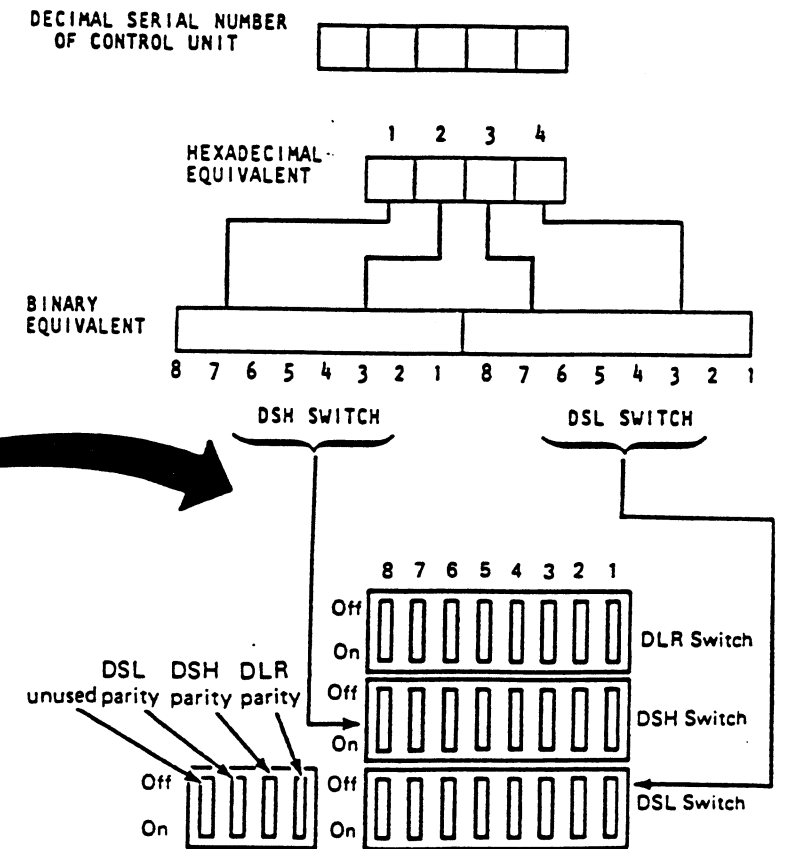 DECIMAL SERIAL NUMBER
OF CONTROL UNIT
1 2 3 4
HEXADECIMAL
EQUIVALENT
BINARY
EQUIVALENT
8 7 6 5 4 3 2 1 8 7 6 5 4 3 2 1
DSH SWITCH DSL SWITCH
8 7 6 5 4 3 2 1
Off
On
DLR Switch
DSL DSH DLR
unused parity parity parity
Off
On
DSH Switch
Off
On
Off
On
DSL Switch